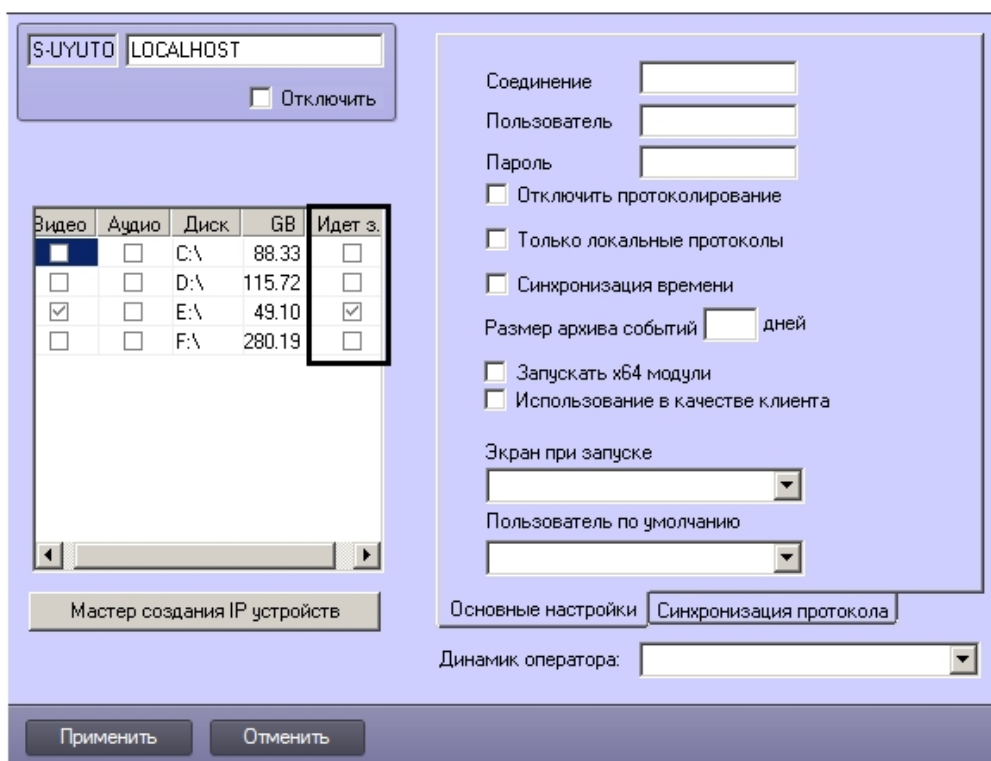 S-UYUTO LOCALHOST
Отключить
Видео Аудио Диск GB Идет з.
C:\ 88.33
D:\ 115.72
E:\ 49.10
F:\ 280.19
Мастер создания IP устройств
Соединение
Пользователь
Пароль
Отключить протоколирование
Только локальные протоколы
Синхронизация времени
Размер архива событий дней
Запускать x64 модули
Использование в качестве клиента
Экран при запуске
Пользователь по умолчанию
Основные настройки Синхронизация протокола
Динамик оператора:
Применить Отменить